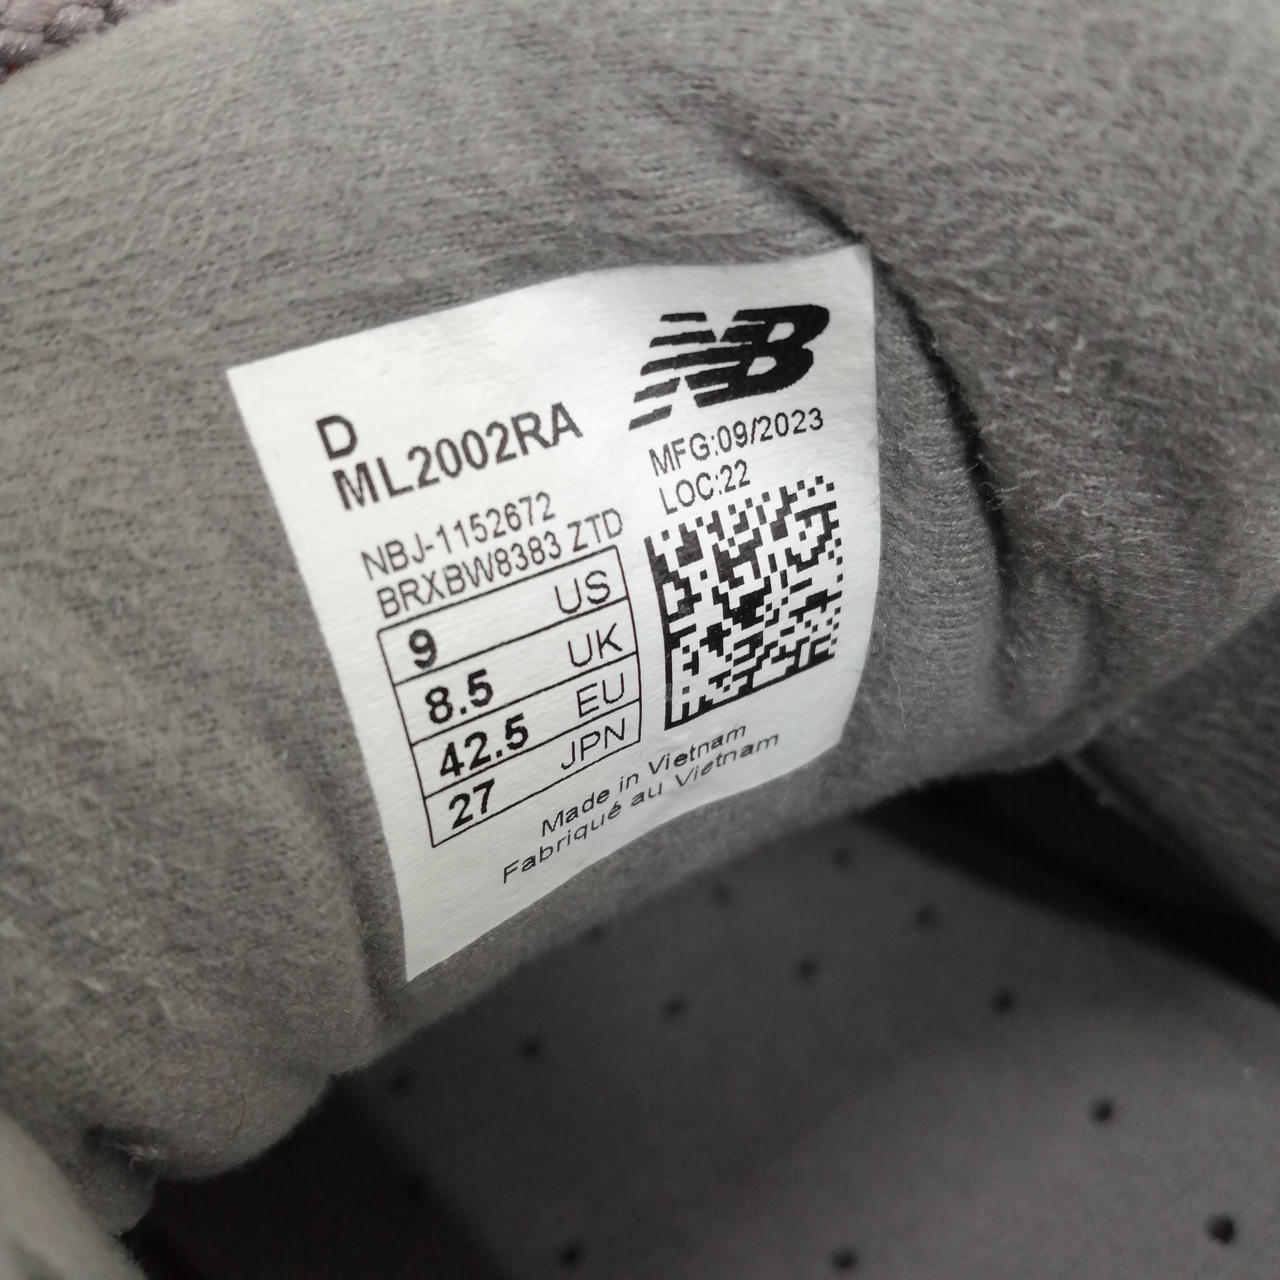 NB
D
ML2002RA
MFG:09/2023
LOC:22
NBJ-1152672
BRXBW8383 ZTD
9 US
8.5 UK
42.5 EU
27 JPN
Made in Vietnam
Fabriqué au Vietnam